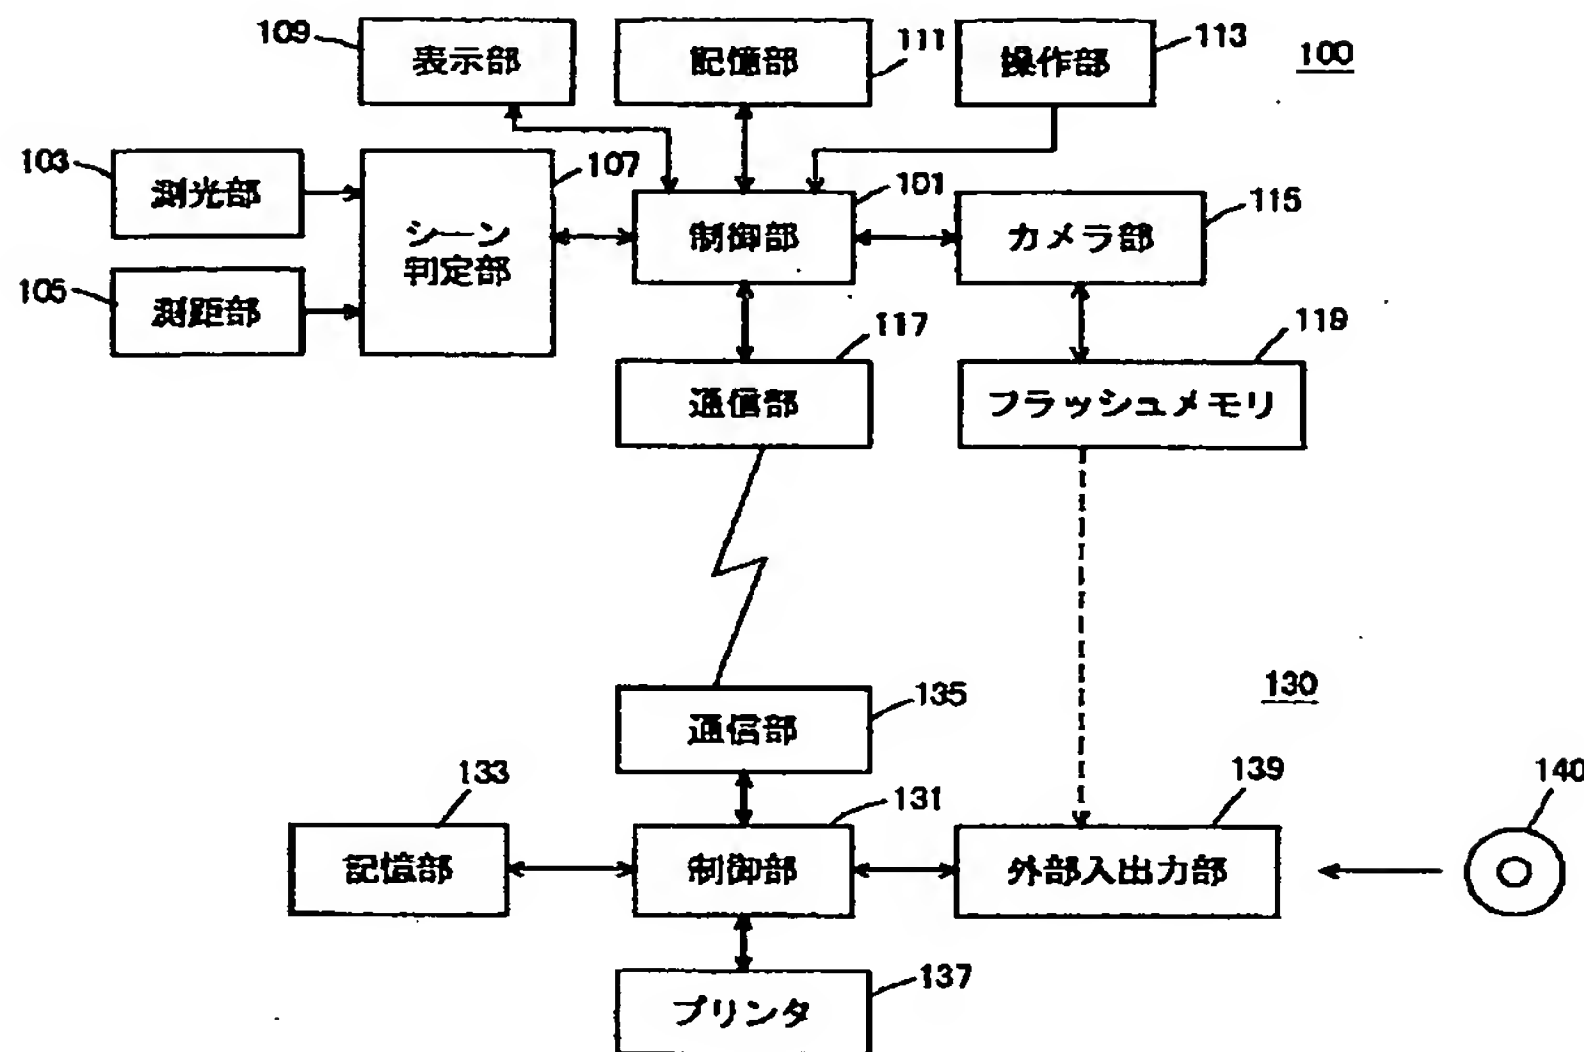 109
表示部
記憶部
111
操作部
113
100
103
測光部
107
シーン
判定部
101
制御部
115
カメラ部
105
測距部
117
通信部
119
フラッシュメモリ
130
135
通信部
133
記憶部
131
制御部
139
外部入出力部
140
137
プリンタ